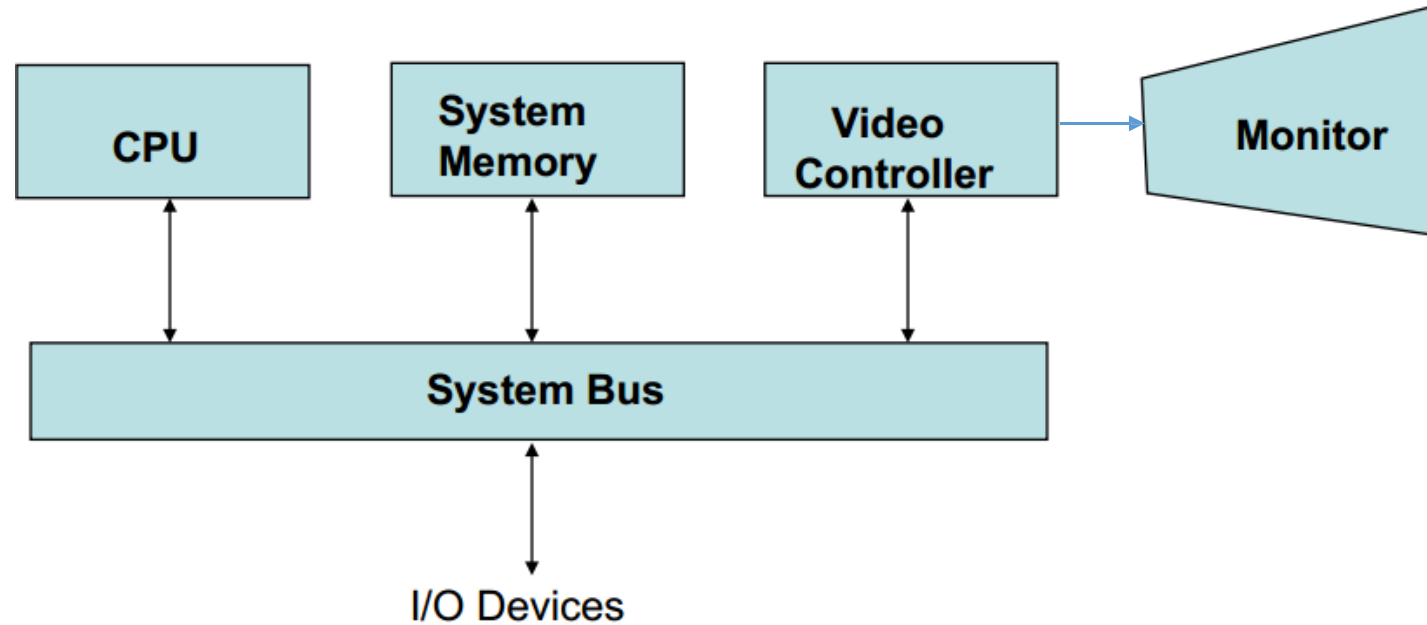 CPU
System
Memory
Video
Controller
Monitor
System Bus
I/O Devices